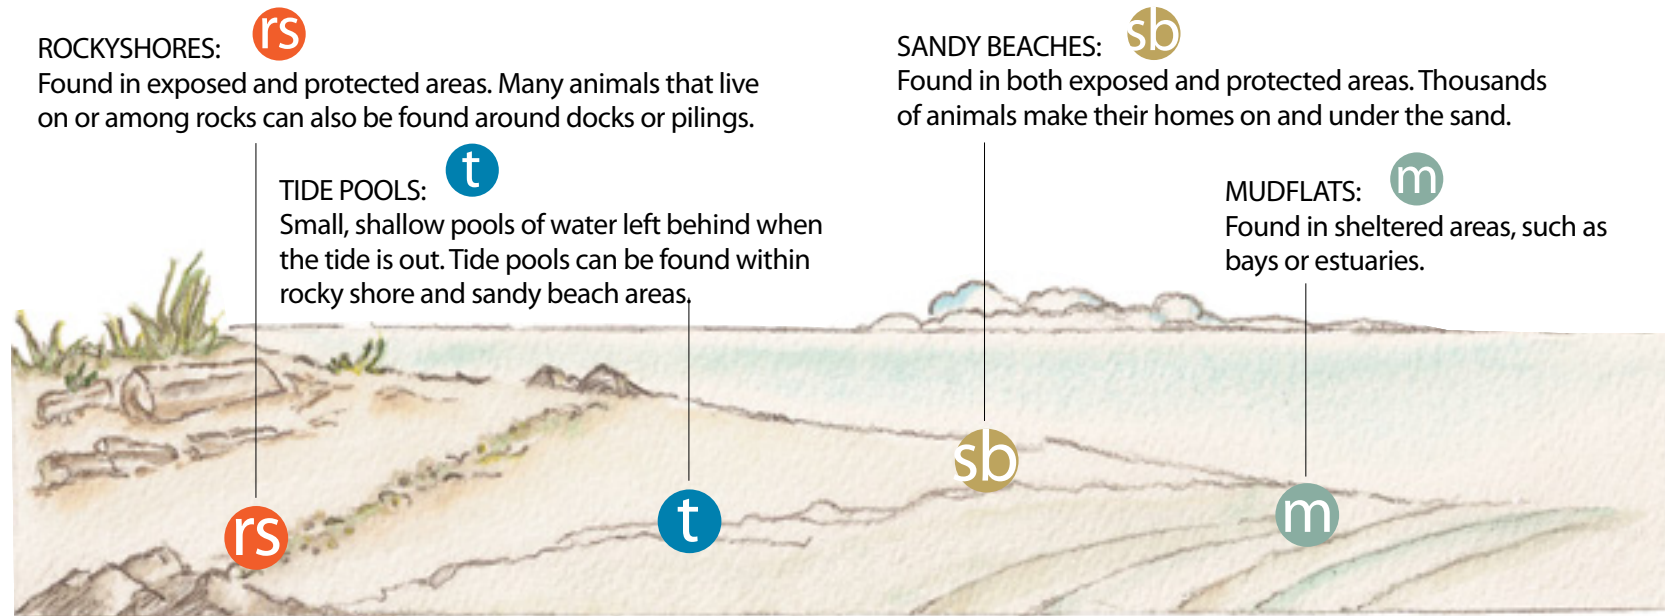 ROCKYSHORES: rs
Found in exposed and protected areas. Many animals that live
on or among rocks can also be found around docks or pilings.
TIDE POOLS: t
Small, shallow pools of water left behind when
the tide is out. Tide pools can be found within
rocky shore and sandy beach areas.
SANDY BEACHES: sb
Found in both exposed and protected areas. Thousands
of animals make their homes on and under the sand.
MUDFLATS: m
Found in sheltered areas, such as
bays or estuaries.
rs
t
sb
m